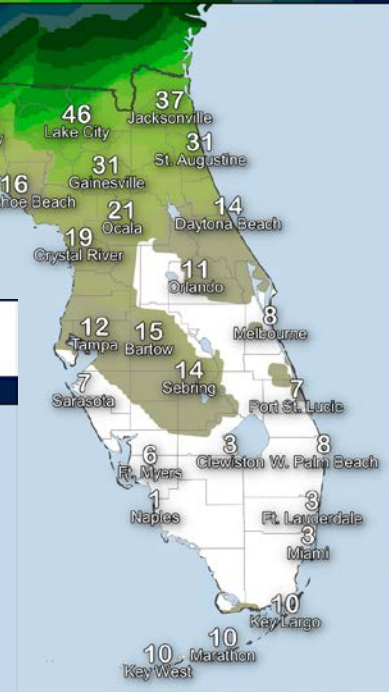 46
Lake City
37
Jacksonville
31
St. Augustine
31
Gainesville
16
hoe Beach
21
Ocala
14
Daytona Beach
19
Crystal River
11
Orlando
8
Melbourne
12
Tampa
15
Bartow
14
Sebring
7
Sarasota
7
Port St. Lucie
6
Ft. Myers
3
Clewiston
8
W. Palm Beach
1
Naples
3
Ft. Lauderdale
3
Miami
10
Key Largo
10
Marathon
10
Key West